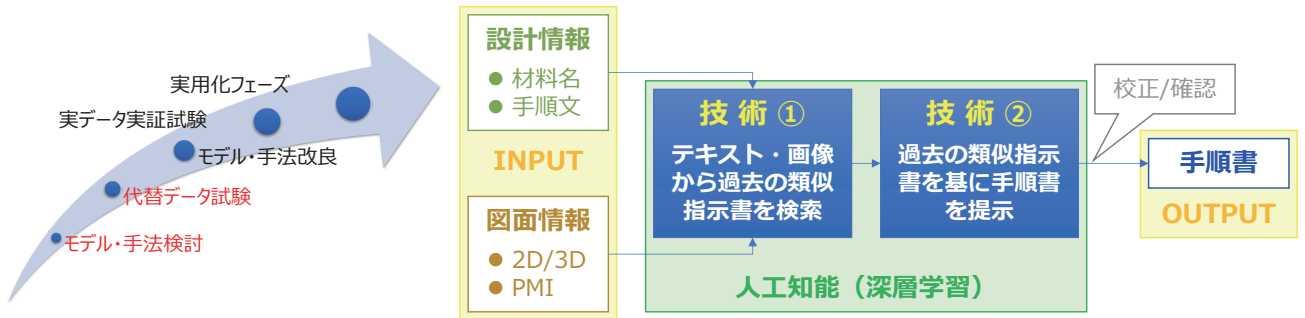 実用化フェーズ
実データ実証試験
モデル・手法改良
代替データ試験
モデル・手法検討
設計情報
● 材料名
● 手順文
INPUT
図面情報
● 2D/3D
● PMI
技 術 ①
テキスト・画像
から過去の類似
指示書を検索
技 術 ②
過去の類似指示
書を基に手順書
を提示
人工知能（深層学習）
校正/確認
手順書
OUTPUT